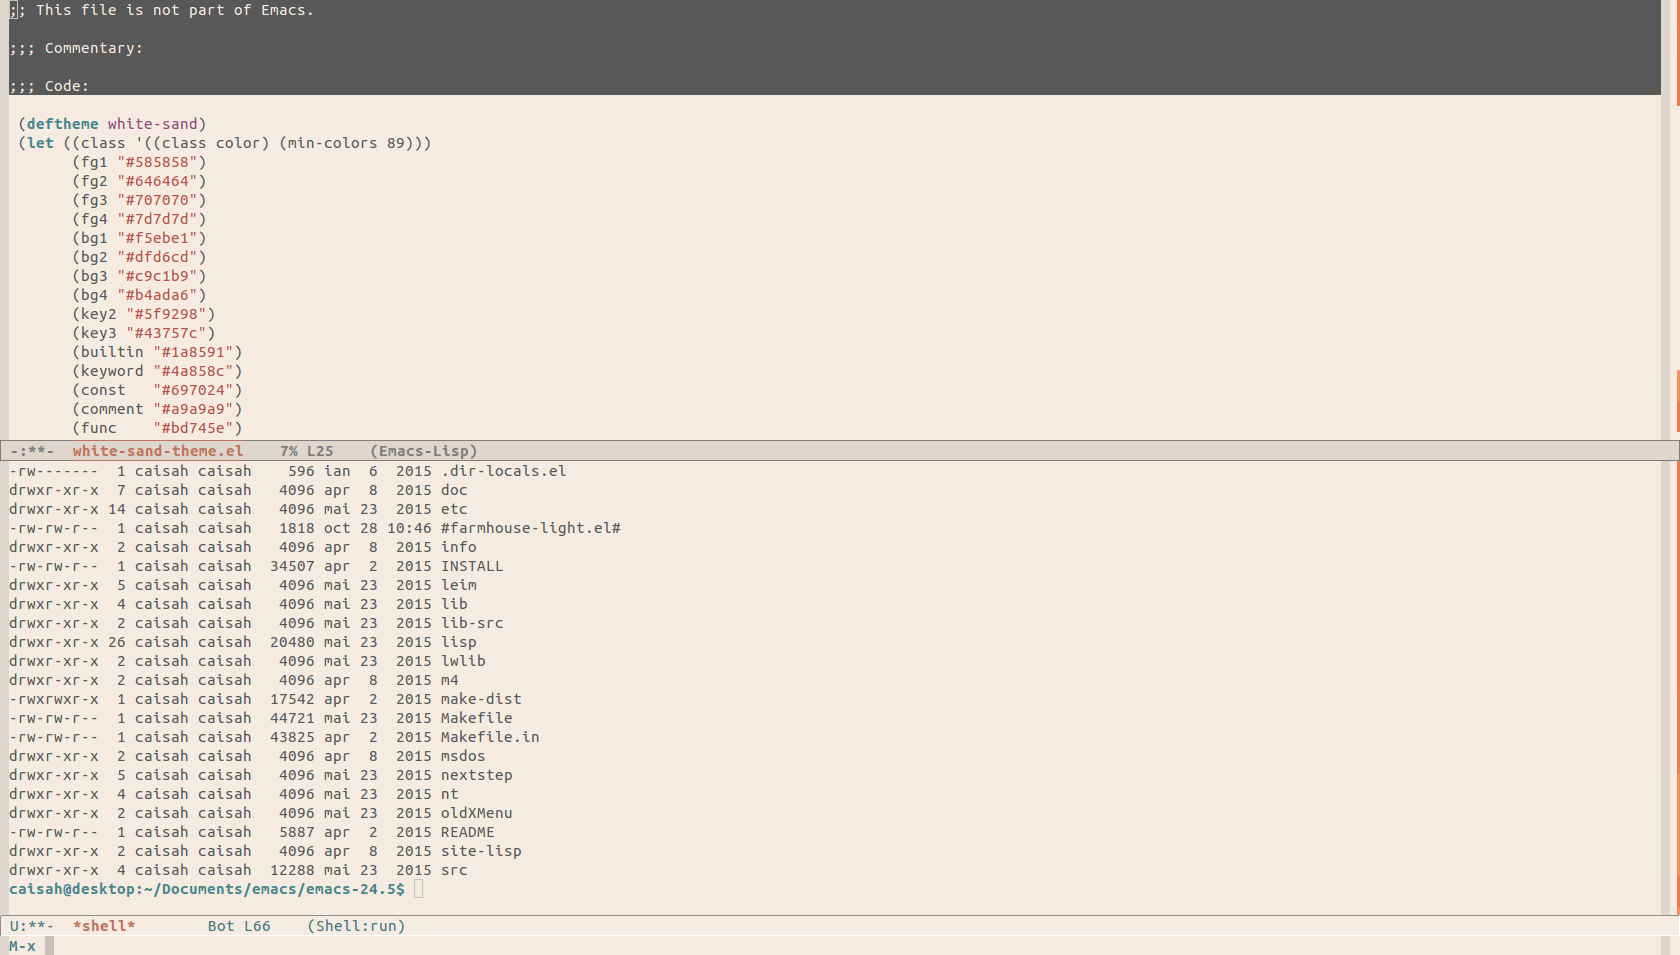 ;; This file is not part of Emacs.
;;; Commentary:
;;; Code:
(deftheme white-sand)
(let ((class '((class color) (min-colors 89)))
(fg1 "#585858")
(fg2 "#646464")
(fg3 "#707070")
(fg4 "#7d7d7d")
(bg1 "#f5ebe1")
(bg2 "#dfd6cd")
(bg3 "#c9c1b9")
(bg4 "#b4ada6")
(key2 "#5f9298")
(key3 "#43757c")
(builtin "#1a8591")
(keyword "#4a858c")
(const   "#697024")
(comment "#a9a9a9")
(func    "#bd745e")
-:**-  white-sand-theme.el    7% L25    (Emacs-Lisp)
-rw-------  1 caisah caisah    596 ian  6  2015 .dir-locals.el
drwxr-xr-x  7 caisah caisah   4096 apr  8  2015 doc
drwxr-xr-x 14 caisah caisah   4096 mai 23  2015 etc
-rw-rw-r--  1 caisah caisah   1818 oct 28 10:46 #farmhouse-light.el#
drwxr-xr-x  2 caisah caisah   4096 apr  8  2015 info
-rw-rw-r--  1 caisah caisah  34507 apr  2  2015 INSTALL
drwxr-xr-x  5 caisah caisah   4096 mai 23  2015 leim
drwxr-xr-x  4 caisah caisah   4096 mai 23  2015 lib
drwxr-xr-x  2 caisah caisah   4096 mai 23  2015 lib-src
drwxr-xr-x 26 caisah caisah  20480 mai 23  2015 lisp
drwxr-xr-x  2 caisah caisah   4096 mai 23  2015 lwlib
drwxr-xr-x  2 caisah caisah   4096 apr  8  2015 m4
-rwxrwxr-x  1 caisah caisah  17542 apr  2  2015 make-dist
-rw-rw-r--  1 caisah caisah  44721 mai 23  2015 Makefile
-rw-rw-r--  1 caisah caisah  43825 apr  2  2015 Makefile.in
drwxr-xr-x  2 caisah caisah   4096 apr  8  2015 msdos
drwxr-xr-x  5 caisah caisah   4096 mai 23  2015 nextstep
drwxr-xr-x  4 caisah caisah   4096 mai 23  2015 nt
drwxr-xr-x  2 caisah caisah   4096 mai 23  2015 oldXMenu
-rw-rw-r--  1 caisah caisah   5887 apr  2  2015 README
drwxr-xr-x  2 caisah caisah   4096 apr  8  2015 site-lisp
drwxr-xr-x  4 caisah caisah  12288 mai 23  2015 src
caisah@desktop:~/Documents/emacs/emacs-24.5$
U:**-  *shell*        Bot L66    (Shell:run)
M-x